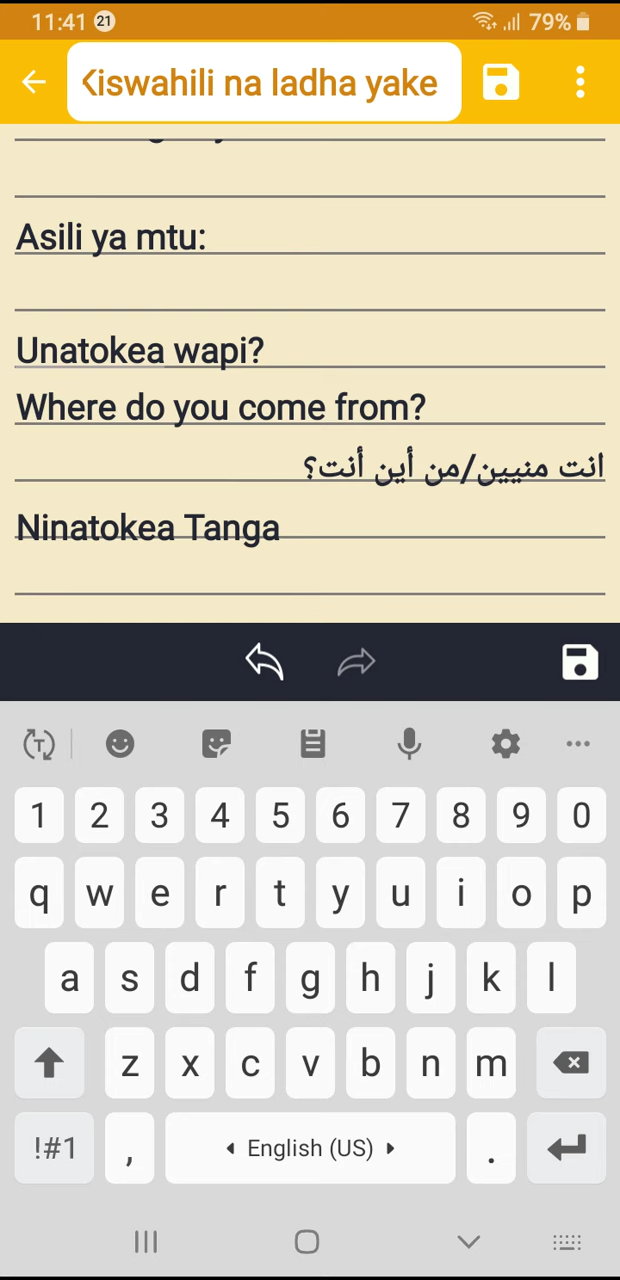 11:41 21 79%
Kiswahili na ladha yake
Asili ya mtu:
Unatokea wapi?
Where do you come from?
انت منيين/من أين أنت؟
Ninatokea Tanga
T
1 2 3 4 5 6 7 8 9 0
q w e r t y u i o p
a s d f g h j k l
z x c v b n m
!#1 , English (US) .